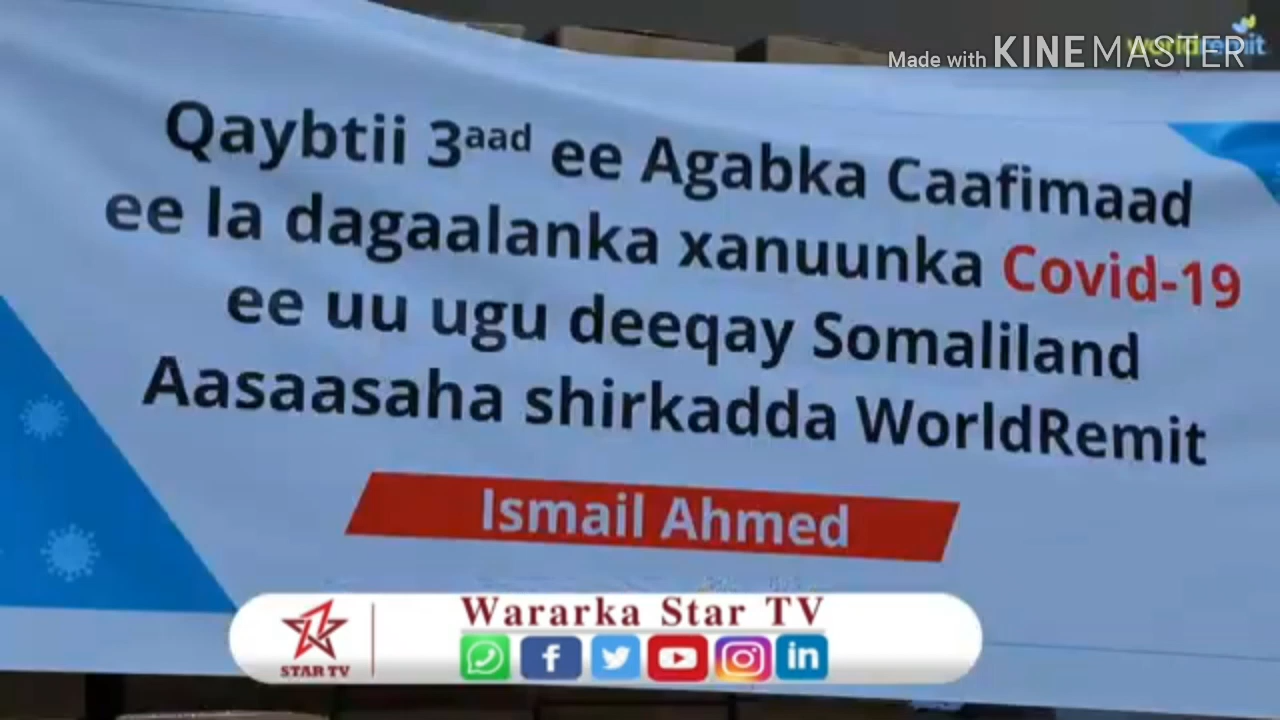 worldremit
Made with KINEMASTER
Qaybtii 3aad ee Agabka Caafimaad
ee la dagaalanka xanuunka Covid-19
ee uu ugu deeqay Somaliland
Aasaasaha shirkadda WorldRemit
Ismail Ahmed
Wararka Star TV
STAR TV